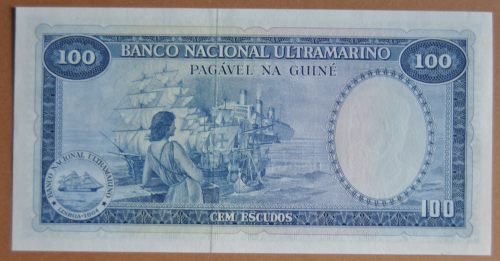 BANCO NACIONAL ULTRAMARINO
100
100
PAGÁVEL NA GUINÉ
BANCO NACIONAL ULTRAMARINO
LISBOA-1864
CEM ESCUDOS
100